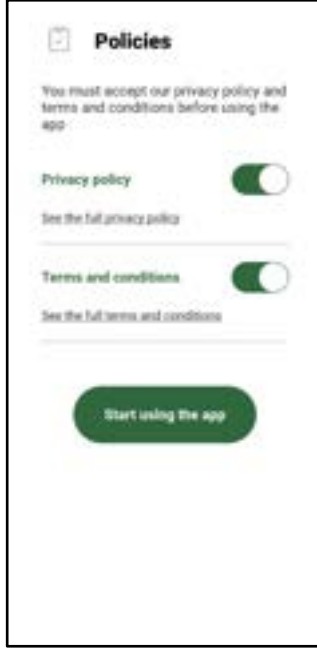 Policies
You must accept our privacy policy and
terms and conditions before using the
app
Privacy policy
See the full privacy policy
Terms and conditions
See the full terms and conditions
Start using the app